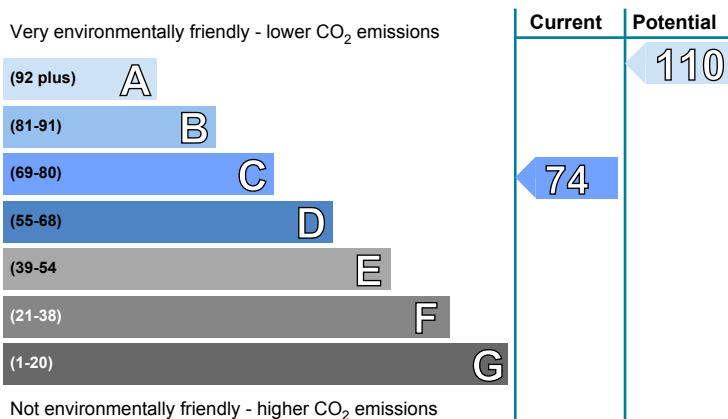 Very environmentally friendly - lower CO2 emissions
Current
Potential
(92 plus) A
110
(81-91) B
(69-80) C
74
(55-68) D
(39-54 E
(21-38) F
(1-20) G
Not environmentally friendly - higher CO2 emissions